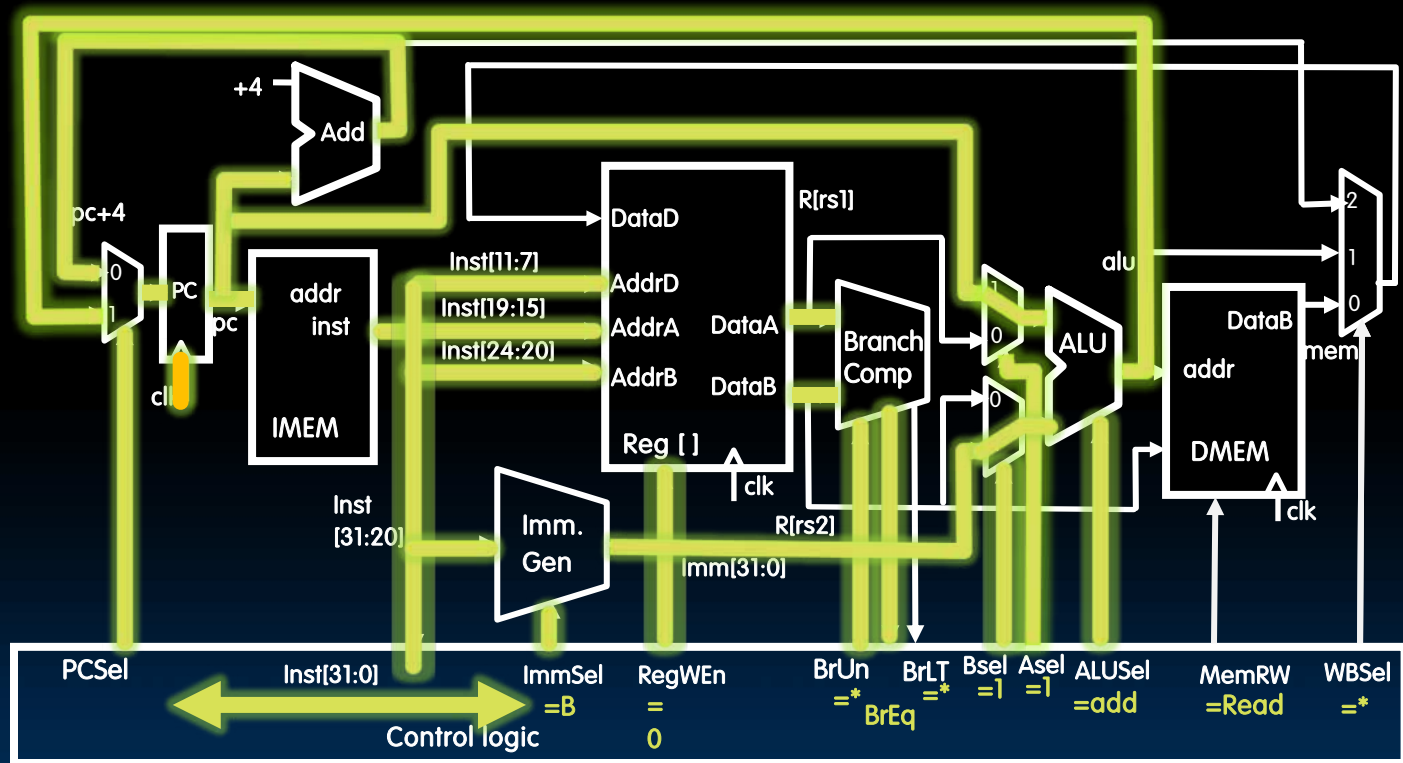 +4
Add
pc+4
0
1
PC
pc
clk
addr
inst
IMEM
Inst[11:7]
Inst[19:15]
Inst[24:20]
Inst
[31:20]
DataD
AddrD
AddrA
AddrB
DataA
DataB
Reg [ ]
clk
R[rs1]
R[rs2]
Imm.
Gen
Imm[31:0]
Branch
Comp
1
0
0
ALU
alu
addr
DataB
DMEM
clk
mem
2
1
0
PCSel
Inst[31:0]
Control logic
ImmSel
=B
RegWEn
=
0
BrUn
=*
BrEq
BrLT
=*
Bsel
=1
Asel
=1
ALUSel
=add
MemRW
=Read
WBSel
=*